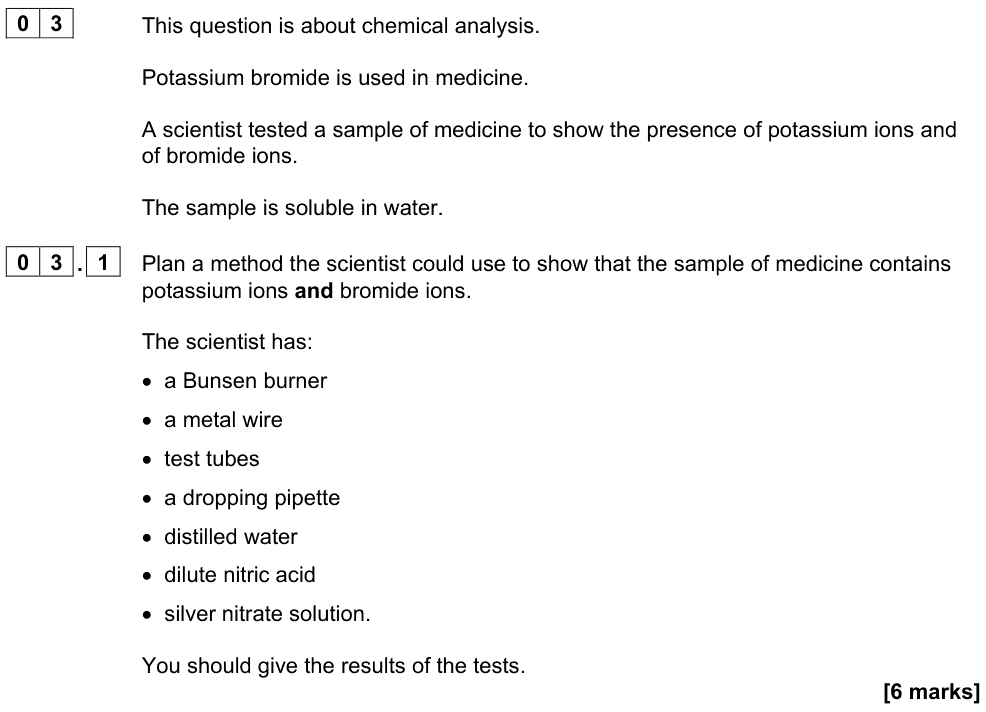 0 3 This question is about chemical analysis.
Potassium bromide is used in medicine.
A scientist tested a sample of medicine to show the presence of potassium ions and
of bromide ions.
The sample is soluble in water.
0 3 . 1 Plan a method the scientist could use to show that the sample of medicine contains
potassium ions and bromide ions.
The scientist has:
• a Bunsen burner
• a metal wire
• test tubes
• a dropping pipette
• distilled water
• dilute nitric acid
• silver nitrate solution.
You should give the results of the tests.
[6 marks]